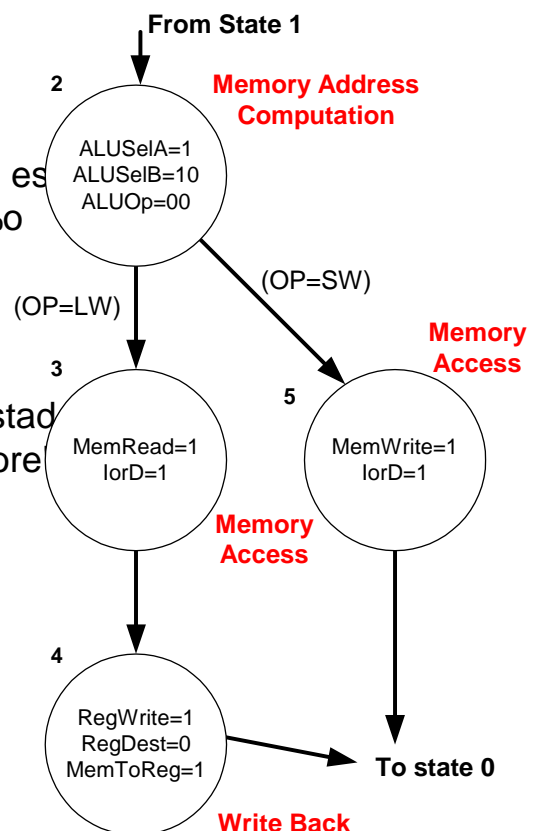 From State 1
2
Memory Address
Computation
ALUSelA=1
ALUSelB=10
ALUOp=00
es
(OP=LW)
(OP=SW)
3
Memory
Access
5
stad
MemRead=1
IorD=1
MemWrite=1
IorD=1
Memory
Access
4
RegWrite=1
RegDest=0
MemToReg=1
To state 0
Write Back